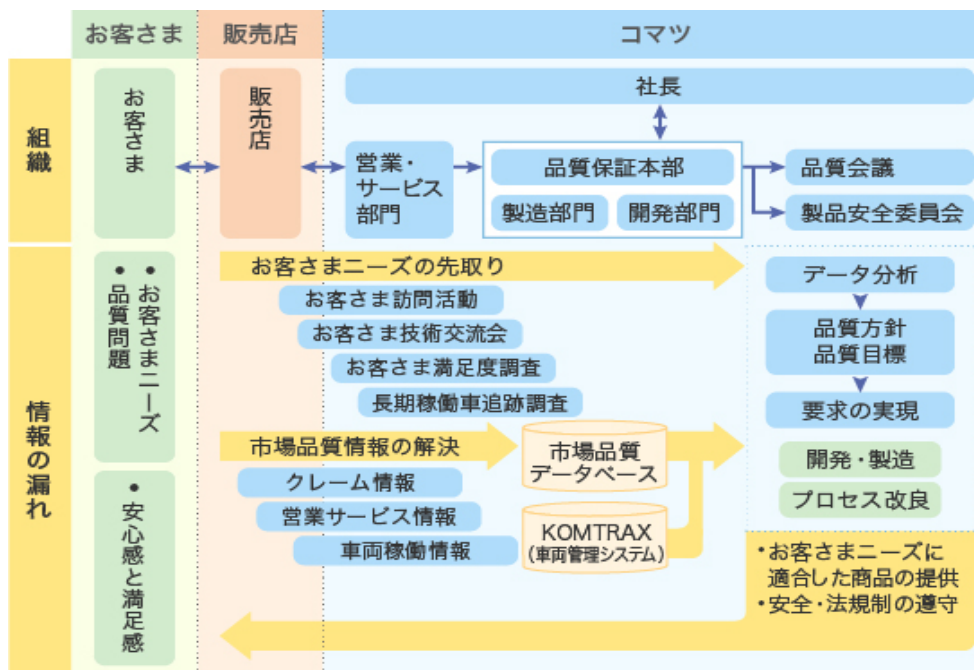 お客さま
販売店
コマツ
組織
お客さま
販売店
社長
営業・
サービス
部門
品質保証本部
製造部門
開発部門
品質会議
製品安全委員会
情報の漏れ
・お客さまニーズ
・品質問題
・安心感と満足感
お客さまニーズの先取り
お客さま訪問活動
お客さま技術交流会
お客さま満足度調査
長期稼働車追跡調査
市場品質情報の解決
クレーム情報
営業サービス情報
車両稼働情報
市場品質
データベース
KOMTRAX
(車両管理システム)
データ分析
品質方針
品質目標
要求の実現
開発・製造
プロセス改良
・お客さまニーズに
適合した商品の提供
・安全・法規制の遵守